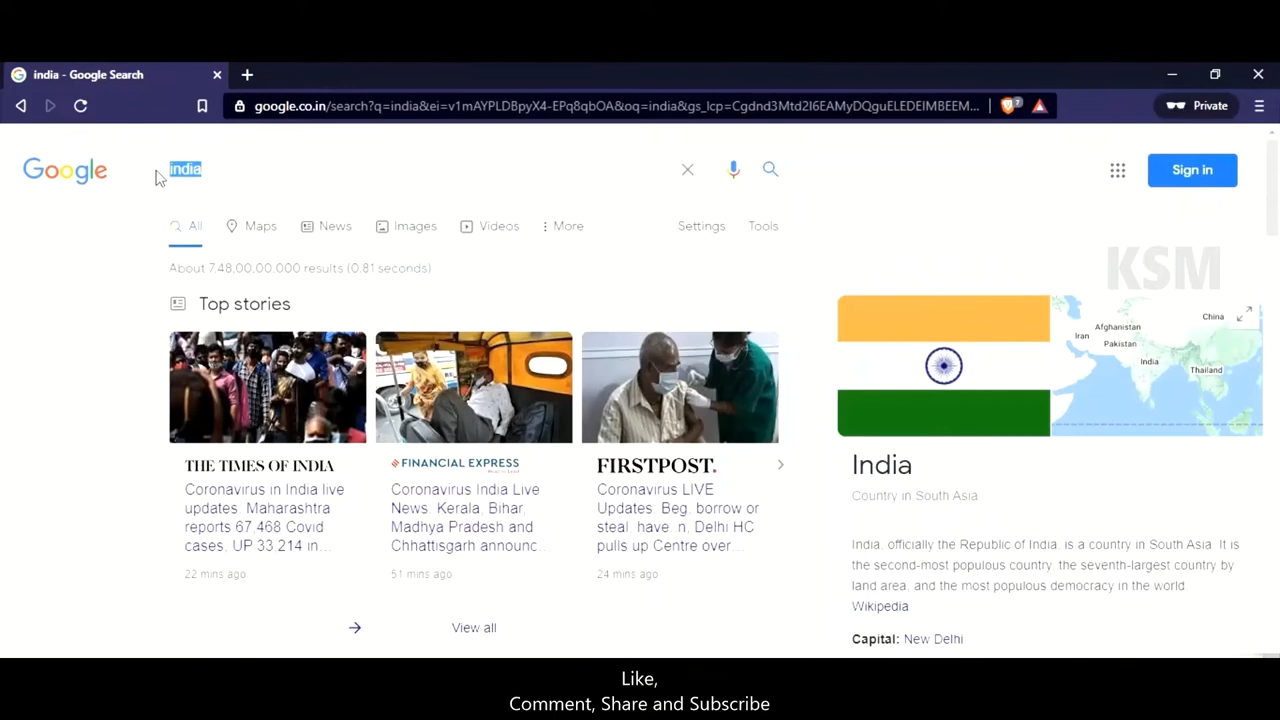 india - Google Search
google.co.in/search?q=india&ei=v1mAYPLDBpyX4-EPq8qbOA&oq=india&gs_lcp=Cgdnd3Mtd2l6EAMyDQguELEDEIMBEEM...
7
Private
Google
india
Sign in
All
Maps
News
Images
Videos
More
Settings
Tools
About 7,48,00,00,000 results (0.81 seconds)
KSM
Top stories
China
Afghanistan
Iran
Pakistan
India
Thailand
THE TIMES OF INDIA
Coronavirus in India live
updates. Maharashtra
reports 67,468 Covid
cases, UP 33,214 in...
22 mins ago
FINANCIAL EXPRESS
Coronavirus India Live
News. Kerala, Bihar,
Madhya Pradesh and
Chhattisgarh announc...
51 mins ago
FIRSTPOST.
Coronavirus LIVE
Updates. Beg, borrow or
steal, have n, Delhi HC
pulls up Centre over...
24 mins ago
View all
India
Country in South Asia
India, officially the Republic of India, is a country in South Asia. It is
the second-most populous country, the seventh-largest country by
land area, and the most populous democracy in the world.
Wikipedia
Capital: New Delhi
Like,
Comment, Share and Subscribe